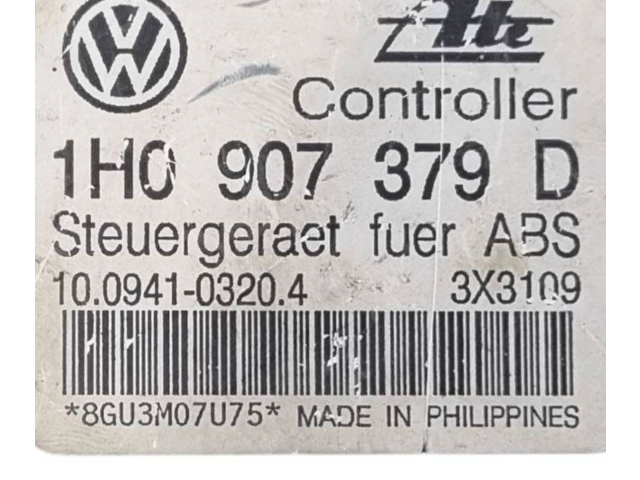 Ate
Controller
1H0 907 379 D
Steuergeraet fuer ABS
10.0941-0320.4 3X3109
*8GU3M07U75* MADE IN PHILIPPINES